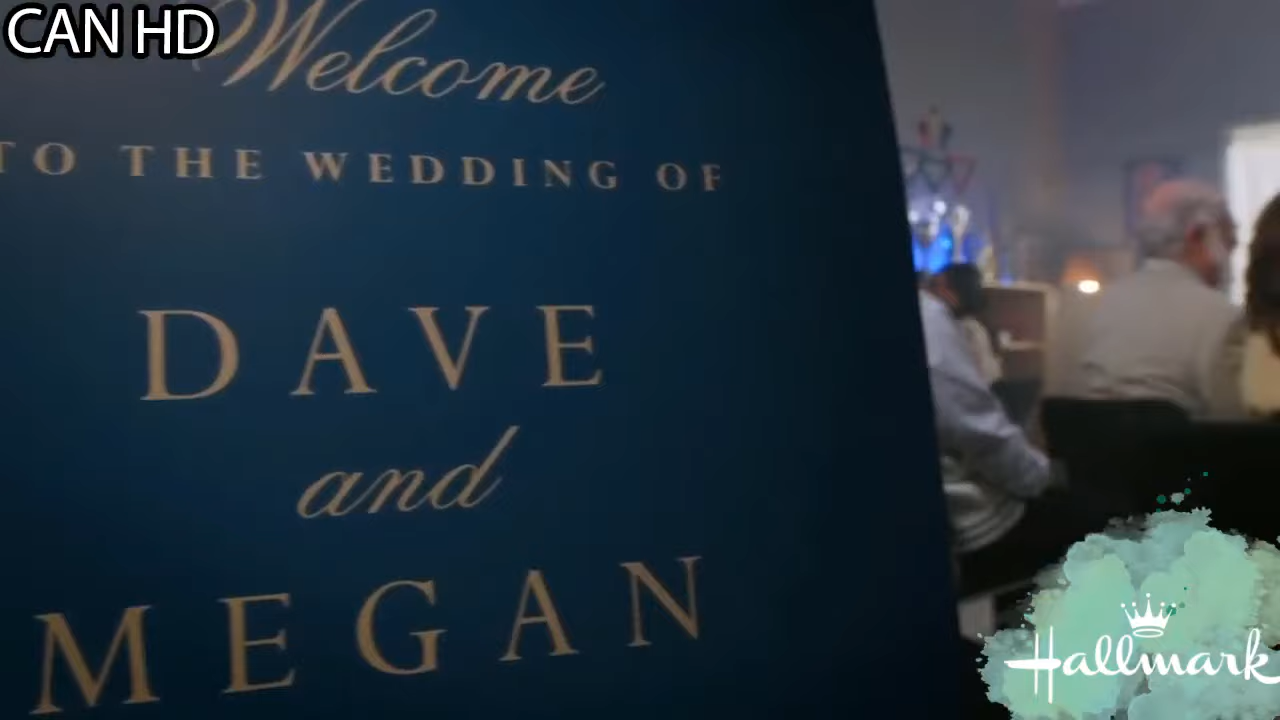 CAN HD
Welcome
TO THE WEDDING OF
DAVE
and
MEGAN
Hallmark